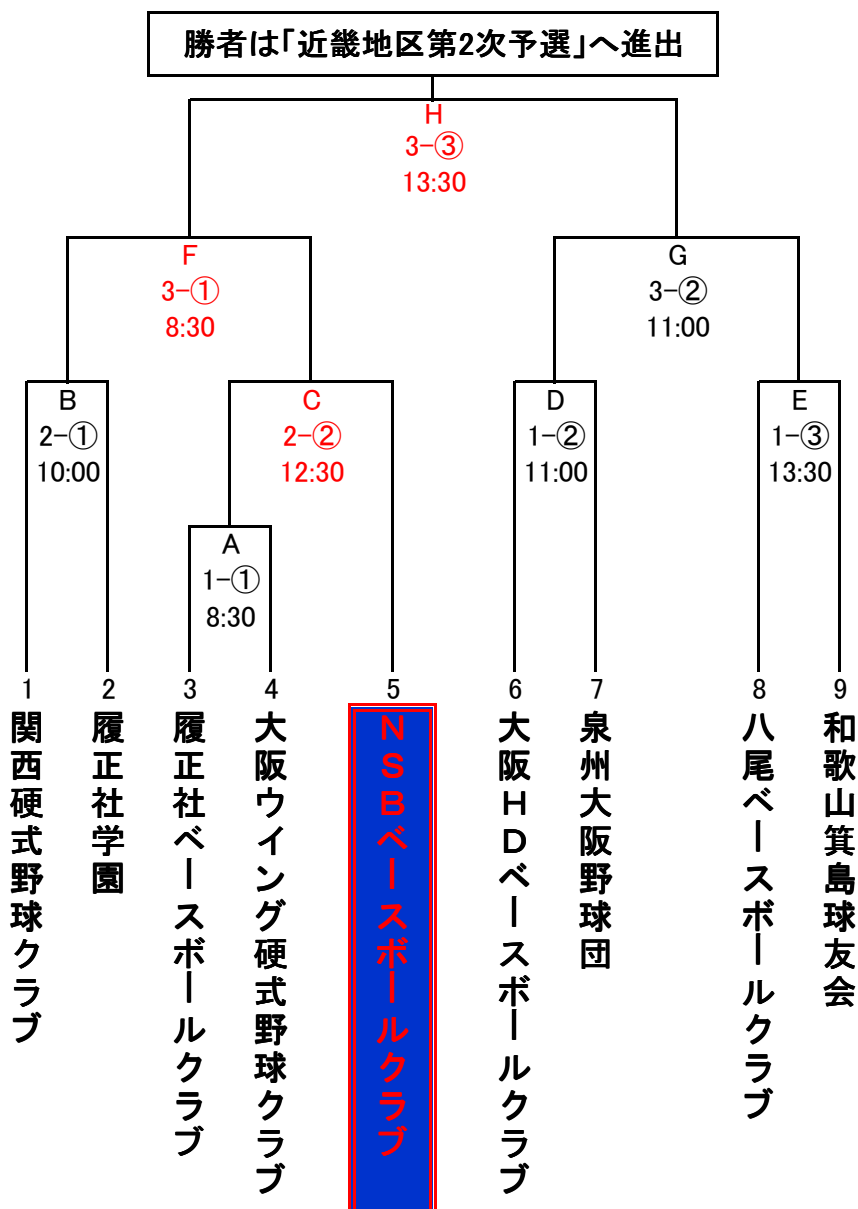 勝者は「近畿地区第2次予選」へ進出
H
3-③
13:30
F
3-①
8:30
G
3-②
11:00
B
2-①
10:00
C
2-②
12:30
D
1-②
11:00
E
1-③
13:30
A
1-①
8:30
1
2
3
4
5
6
7
8
9
関西硬式野球クラブ
履正社学園
履正社ベースボールクラブ
大阪ウイング硬式野球クラブ
NSBベースボールクラブ
大阪HDベースボールクラブ
泉州大阪野球団
八尾ベースボールクラブ
和歌山箕島球友会